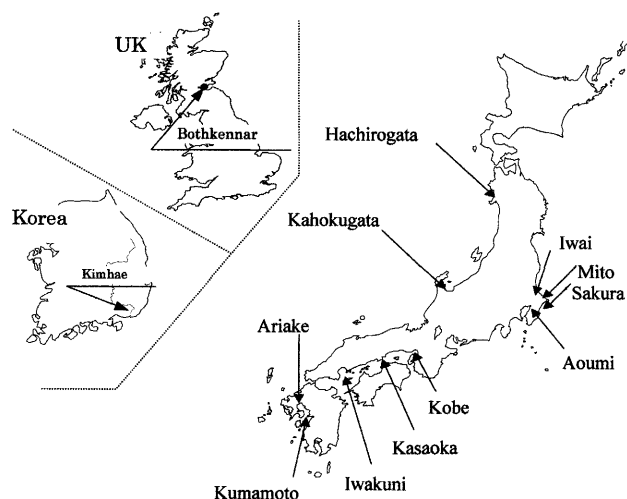 UK
Bothkennar
Korea
Kimhae
Hachirogata
Kahokugata
Iwai
Mito
Sakura
Aoumi
Ariake
Kobe
Kasaoka
Iwakuni
Kumamoto